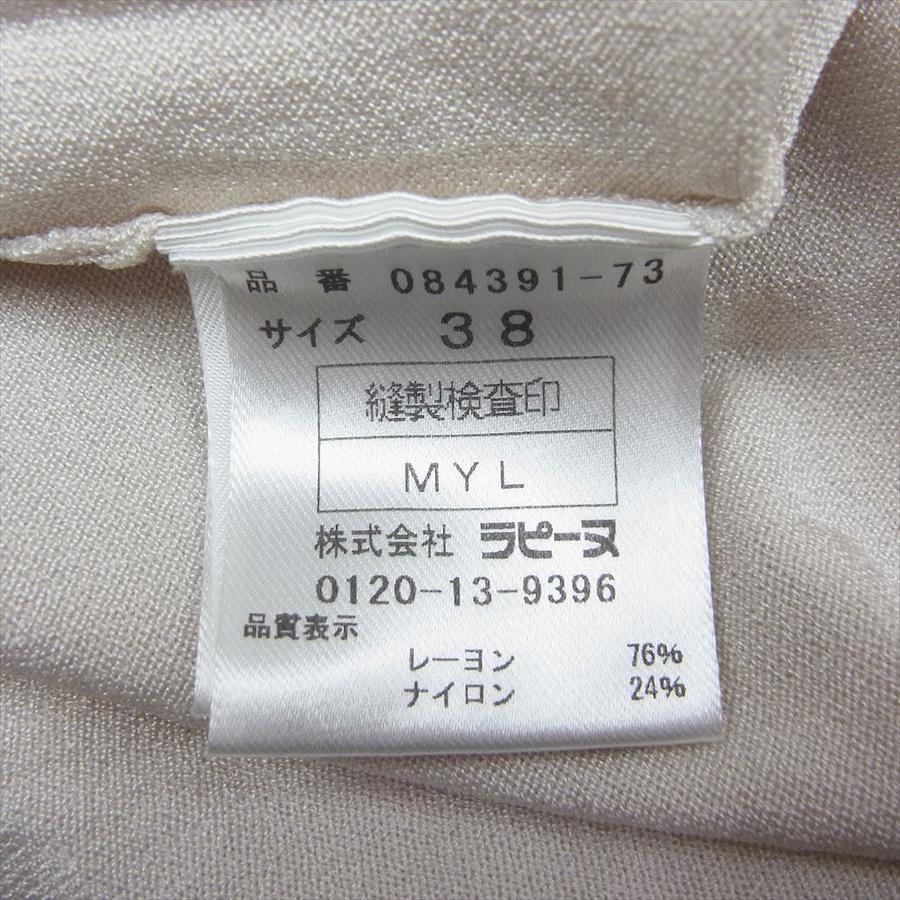 品 番 084391-73
サイズ 38
縫製検査印
MYL
株式会社 ラピーヌ
0120-13-9396
品質表示
レーヨン 76%
ナイロン 24%